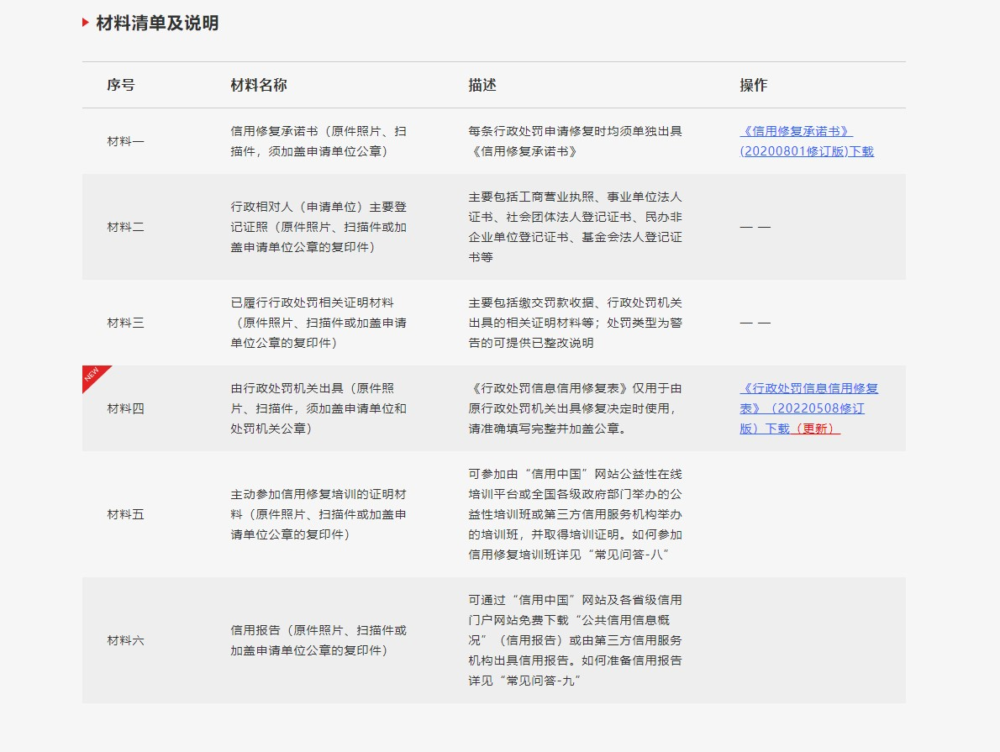 材料清单及说明
序号 材料名称 描述 操作
材料一
信用修复承诺书（原件照片、扫
描件，须加盖申请单位公章）
每条行政处罚申请修复时均须单独出具
《信用修复承诺书》
《信用修复承诺书》
(20200801修订版)下载
材料二
行政相对人（申请单位）主要登
记证照（原件照片、扫描件或加
盖申请单位公章的复印件）
主要包括工商营业执照、事业单位法人
证书、社会团体法人登记证书、民办非
企业单位登记证书、基金会法人登记证
书等
— —
材料三
已履行行政处罚相关证明材料
（原件照片、扫描件或加盖申请
单位公章的复印件）
主要包括缴交罚款收据、行政处罚机关
出具的相关证明材料等；处罚类型为警
告的可提供已整改说明
— —
NEW
材料四
由行政处罚机关出具（原件照
片、扫描件，须加盖申请单位和
处罚机关公章）
《行政处罚信息信用修复表》仅用于由
原行政处罚机关出具修复决定时使用，
请准确填写完整并加盖公章。
《行政处罚信息信用修复
表》（20220508修订
版）下载（更新）
材料五
主动参加信用修复培训的证明材
料（原件照片、扫描件或加盖申
请单位公章的复印件）
可参加由“信用中国”网站公益性在线
培训平台或全国各级政府部门举办的公
益性培训班或第三方信用服务机构举办
的培训班，并取得培训证明。如何参加
信用修复培训班详见“常见问答-八”
材料六
信用报告（原件照片、扫描件或
加盖申请单位公章的复印件）
可通过“信用中国”网站及各省级信用
门户网站免费下载“公共信用信息概
况”（信用报告）或由第三方信用服务
机构出具信用报告。如何准备信用报告
详见“常见问答-九”